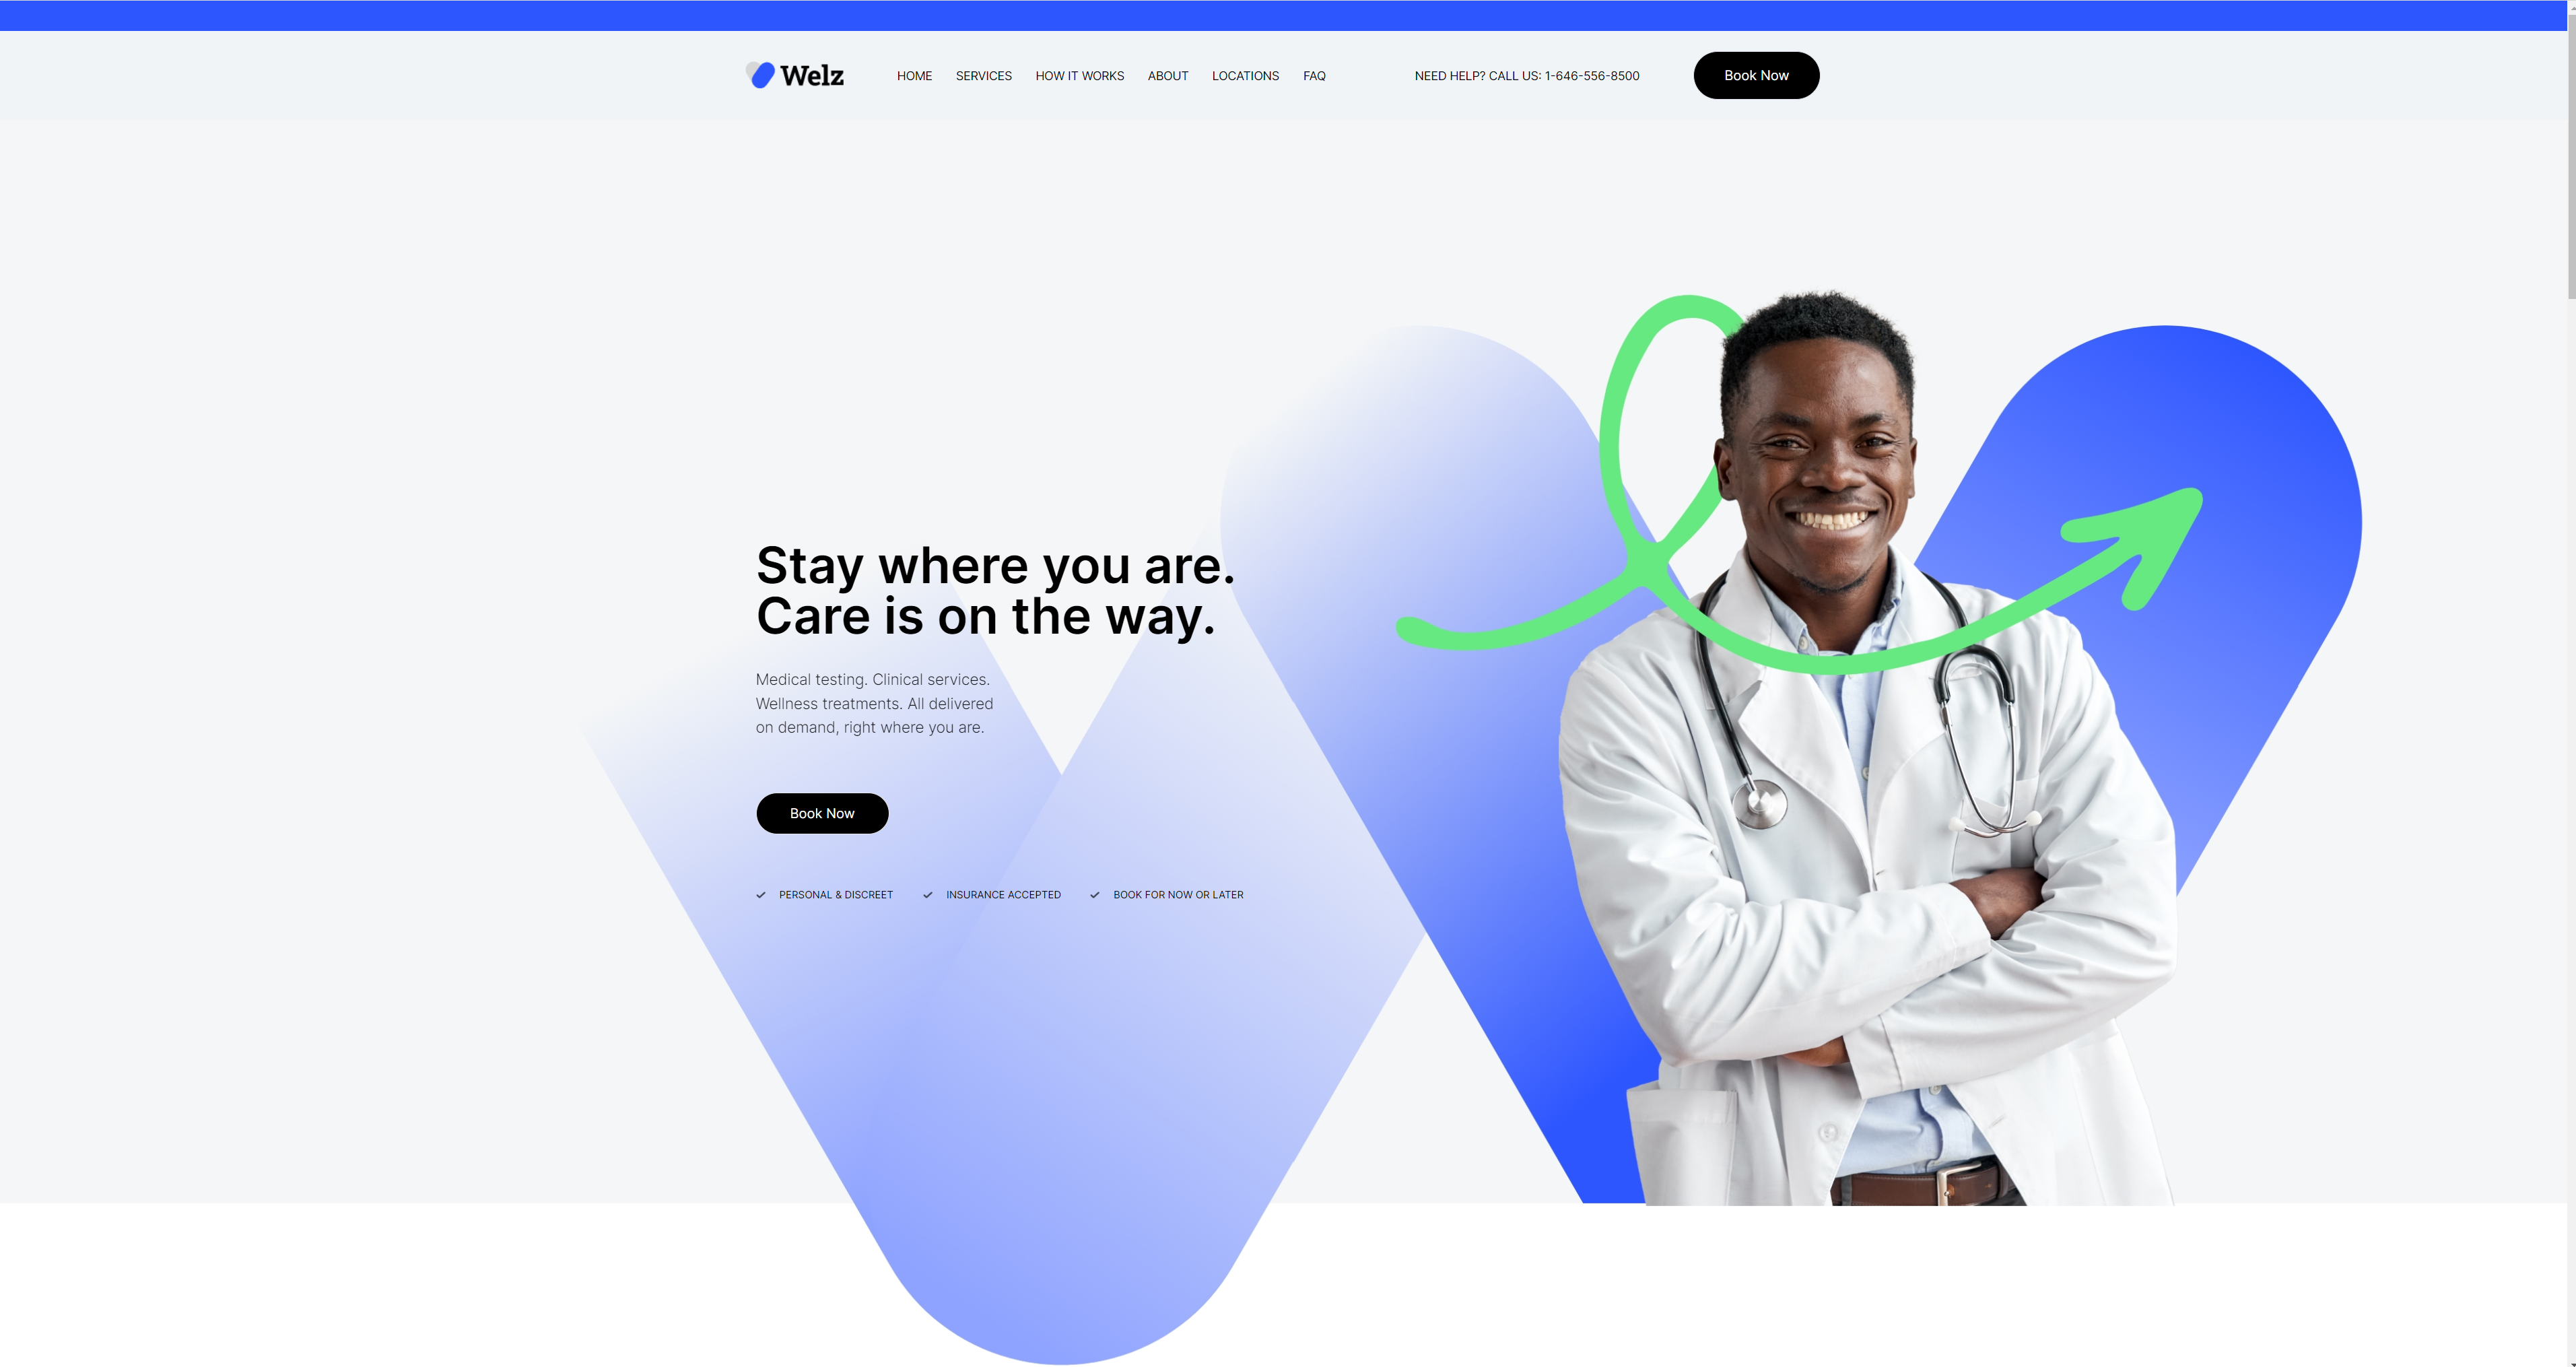 Welz
HOME
SERVICES
HOW IT WORKS
ABOUT
LOCATIONS
FAQ
NEED HELP? CALL US: 1-646-556-8500
Book Now
Stay where you are.
Care is on the way.
Medical testing. Clinical services.
Wellness treatments. All delivered
on demand, right where you are.
Book Now
PERSONAL & DISCREET
INSURANCE ACCEPTED
BOOK FOR NOW OR LATER